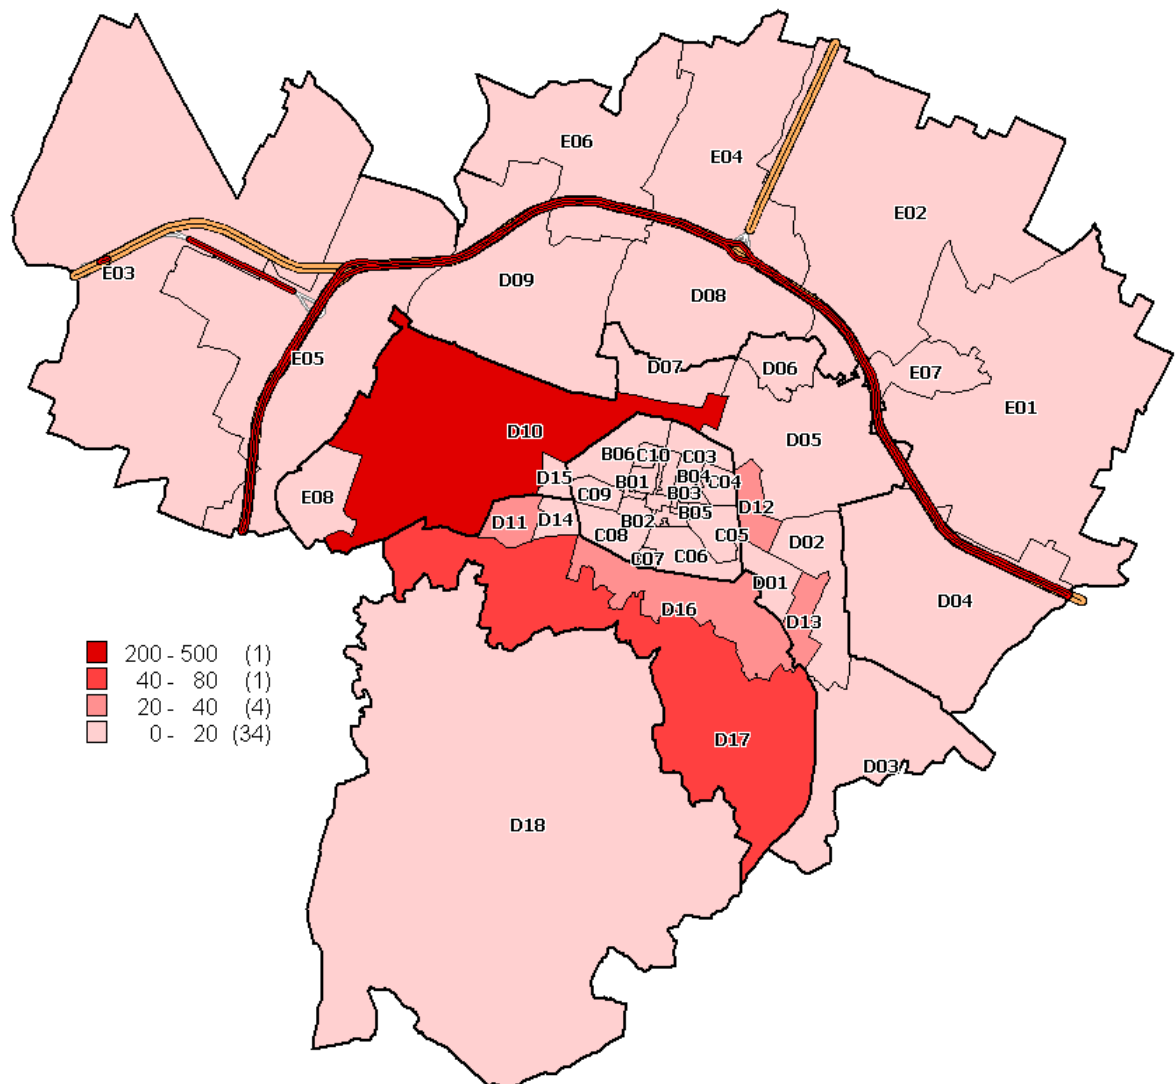 E06
E04
E02
E03
D09
D08
E05
D07
D06
E07
E01
D10
D05
B06
C10
C03
D15
B01
B04
C04
E08
C09
B03
D12
D11
D14
B02
B05
C08
C05
D02
C07
C06
D01
D04
D16
D13
200 - 500 (1)
40 - 80 (1)
20 - 40 (4)
0 - 20 (34)
D17
D03
D18